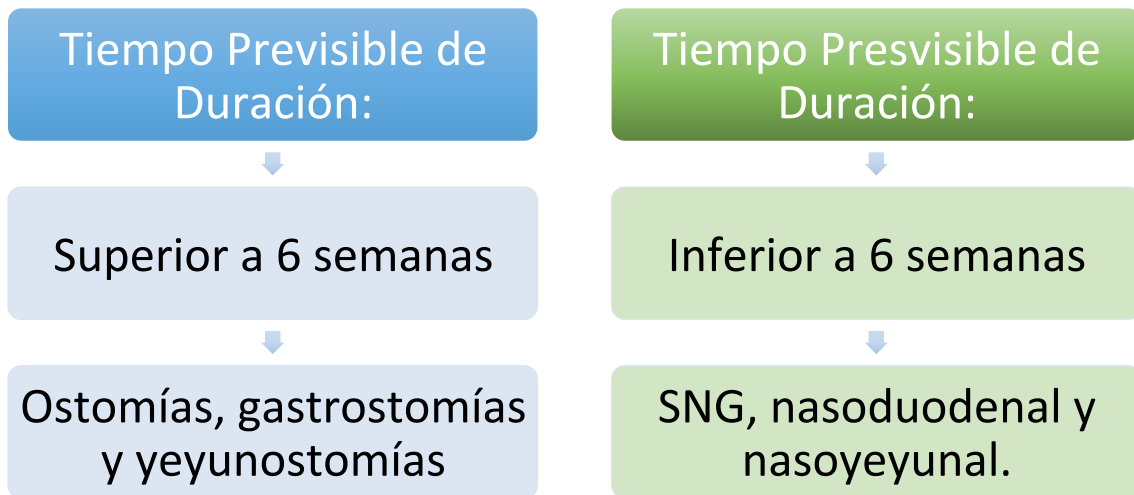 Tiempo Previsible de
Duración:
Superior a 6 semanas
Ostomías, gastrostomías
y yeyunostomías
Tiempo Presvisible de
Duración:
Inferior a 6 semanas
SNG, nasoduodenal y
nasoyeyunal.